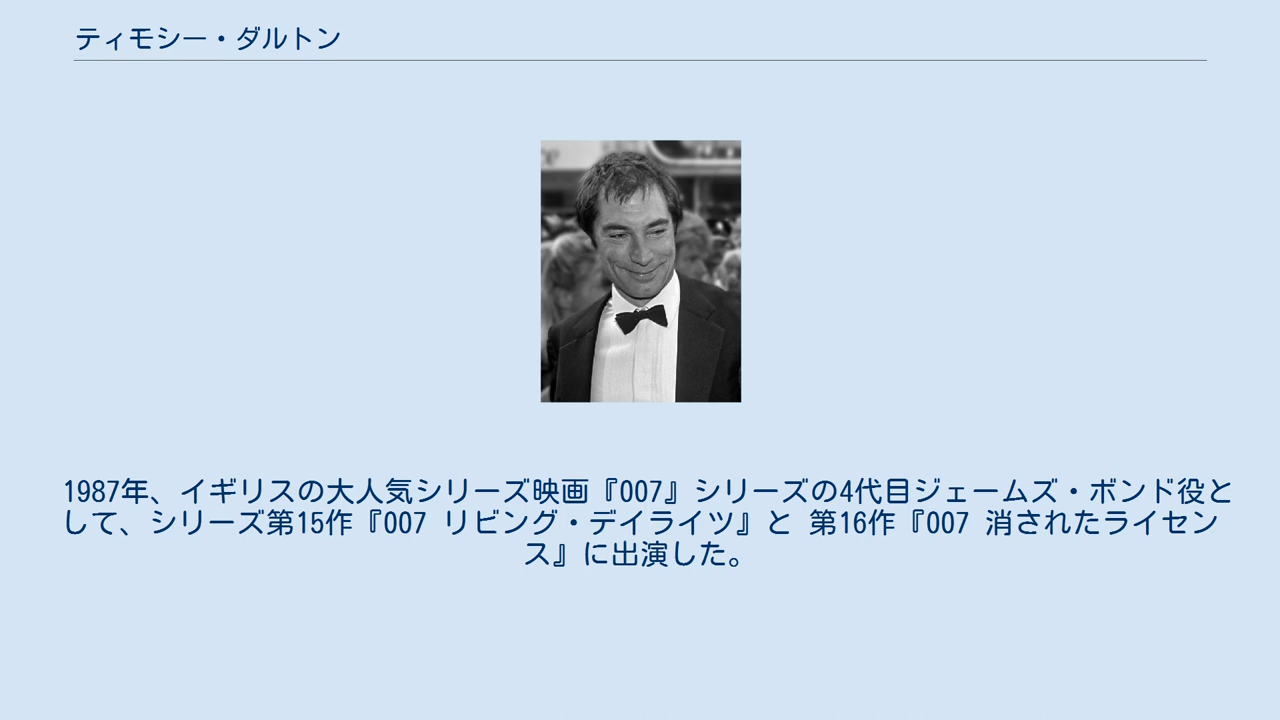 ティモシー・ダルトン
1987年、イギリスの大人気シリーズ映画『007』シリーズの4代目ジェームズ・ボンド役と
して、シリーズ第15作『007 リビング・デイライツ』と 第16作『007 消されたライセン
ス』に出演した。